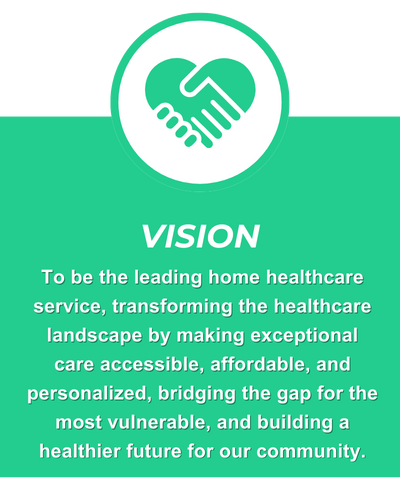 VISION
To be the leading home healthcare
service, transforming the healthcare
landscape by making exceptional
care accessible, affordable, and
personalized, bridging the gap for the
most vulnerable, and building a
healthier future for our community.